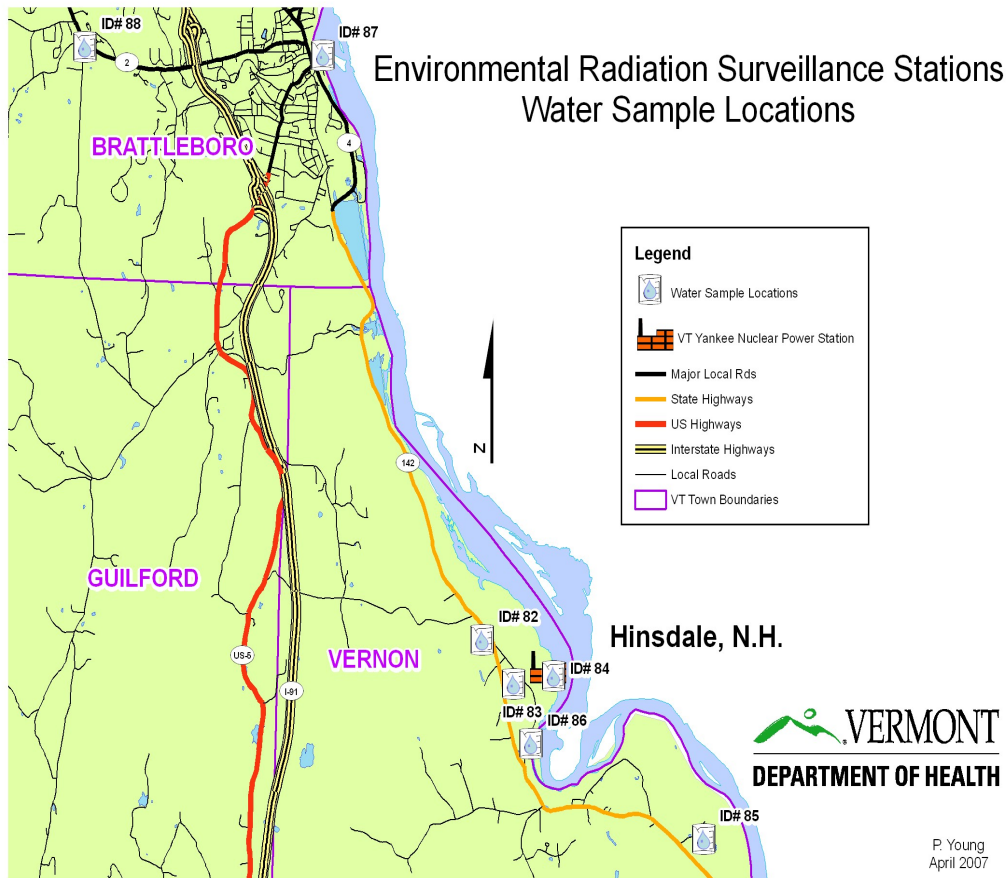 ID# 88
ID# 87
Environmental Radiation Surveillance Stations
Water Sample Locations
2
BRATTLEBORO
4
Legend
Water Sample Locations
VT Yankee Nuclear Power Station
Major Local Rds
State Highways
US Highways
Interstate Highways
Local Roads
VT Town Boundaries
N
142
GUILFORD
ID# 82
Hinsdale, N.H.
US-5
VERNON
ID# 84
I-91
ID# 83
ID# 86
VERMONT
DEPARTMENT OF HEALTH
ID# 85
P. Young
April 2007